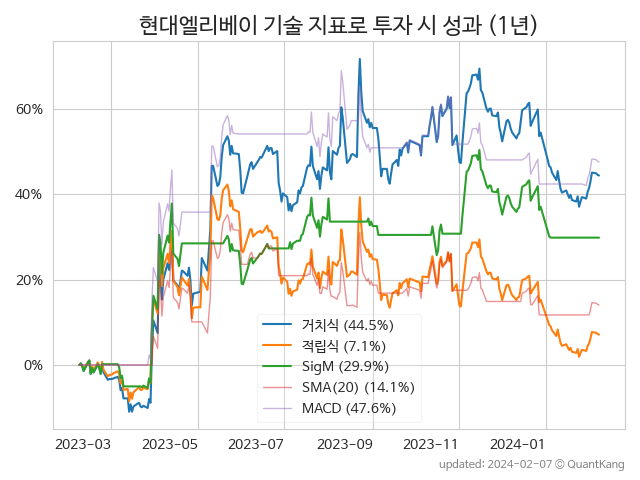 현대엘리베이 기술 지표로 투자 시 성과 (1년)
60%
40%
20%
0%
거치식 (44.5%)
적립식 (7.1%)
SigM (29.9%)
SMA(20) (14.1%)
MACD (47.6%)
2023-03 2023-05 2023-07 2023-09 2023-11 2024-01
updated: 2024-02-07 © QuantKang